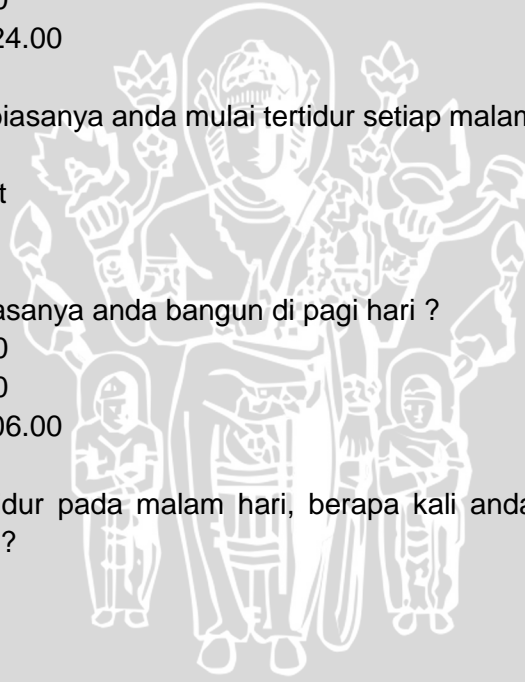 0
24.00
biasanya anda mulai tertidur setiap malam
t
asanya anda bangun di pagi hari ?
0
0
06.00
dur pada malam hari, berapa kali anda
?